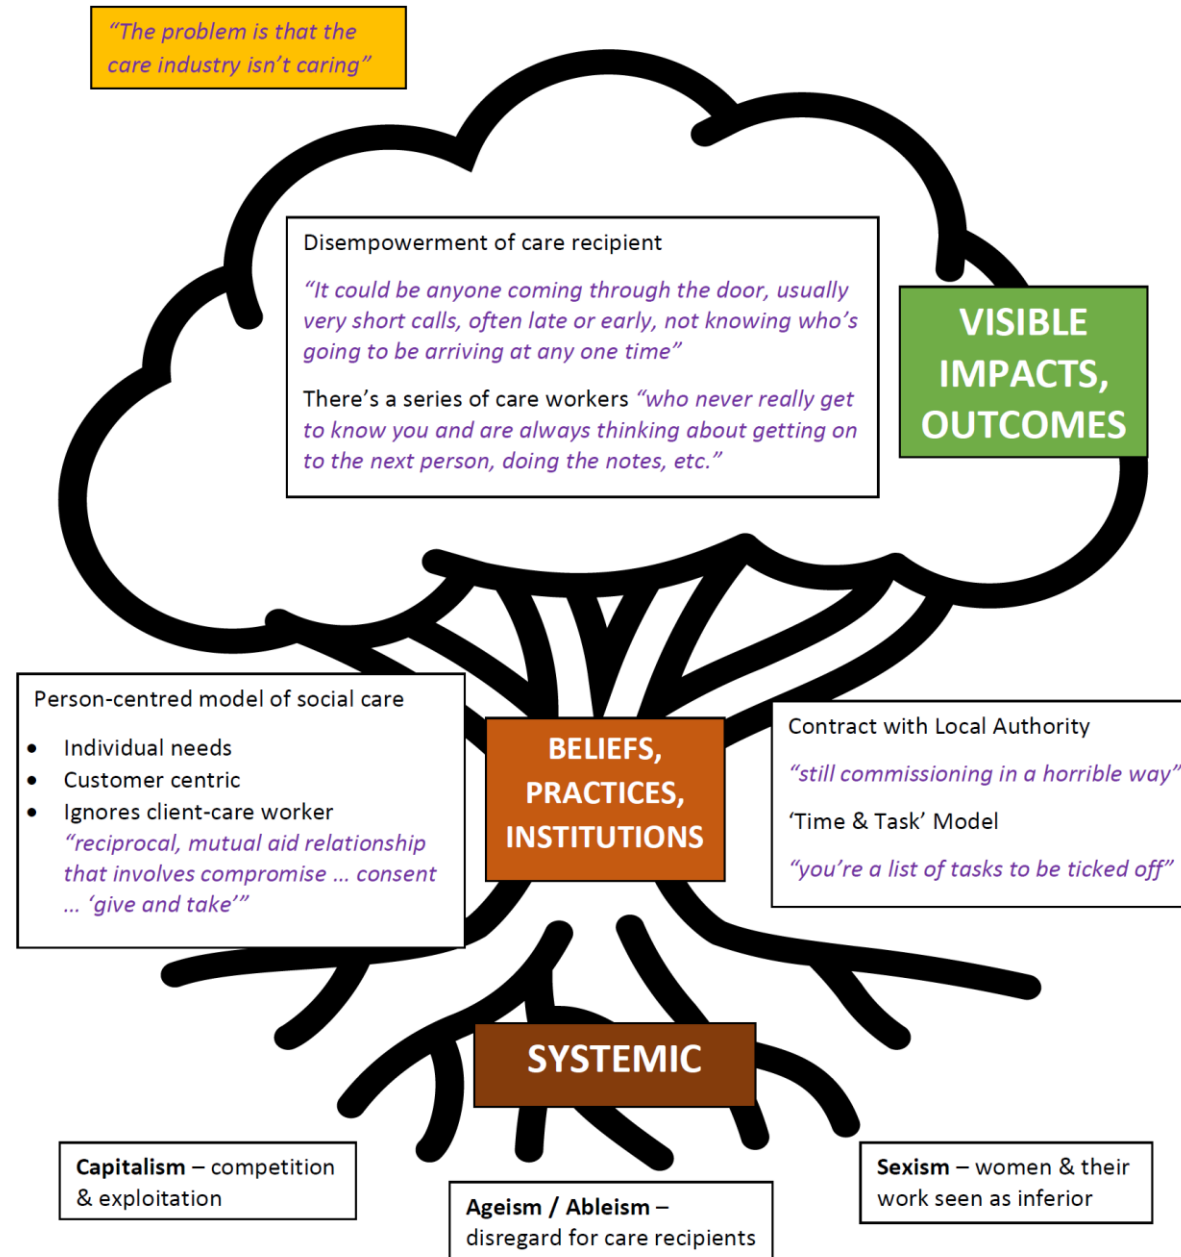 “The problem is that the
care industry isn’t caring”
Disempowerment of care recipient
“It could be anyone coming through the door, usually
very short calls, often late or early, not knowing who’s
going to be arriving at any one time”
There’s a series of care workers “who never really get
to know you and are always thinking about getting on
to the next person, doing the notes, etc.”
VISIBLE
IMPACTS,
OUTCOMES
Person-centred model of social care
• Individual needs
• Customer centric
• Ignores client-care worker
“reciprocal, mutual aid relationship
that involves compromise … consent
… ‘give and take’”
BELIEFS,
PRACTICES,
INSTITUTIONS
Contract with Local Authority
“still commissioning in a horrible way”
‘Time & Task’ Model
“you’re a list of tasks to be ticked off”
SYSTEMIC
Capitalism – competition
& exploitation
Ageism / Ableism –
disregard for care recipients
Sexism – women & their
work seen as inferior